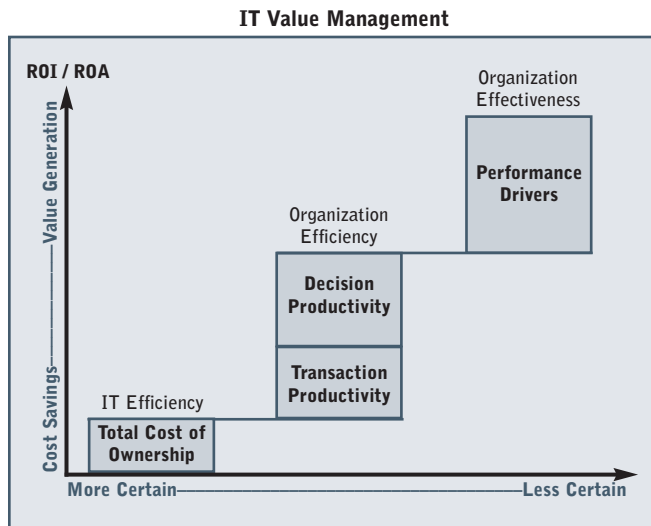 IT Value Management
ROI / ROA
Organization
Effectiveness
Performance
Drivers
Organization
Efficiency
Decision
Productivity
Transaction
Productivity
IT Efficiency
Total Cost of
Ownership
Cost Savings
Value Generation
More Certain
Less Certain